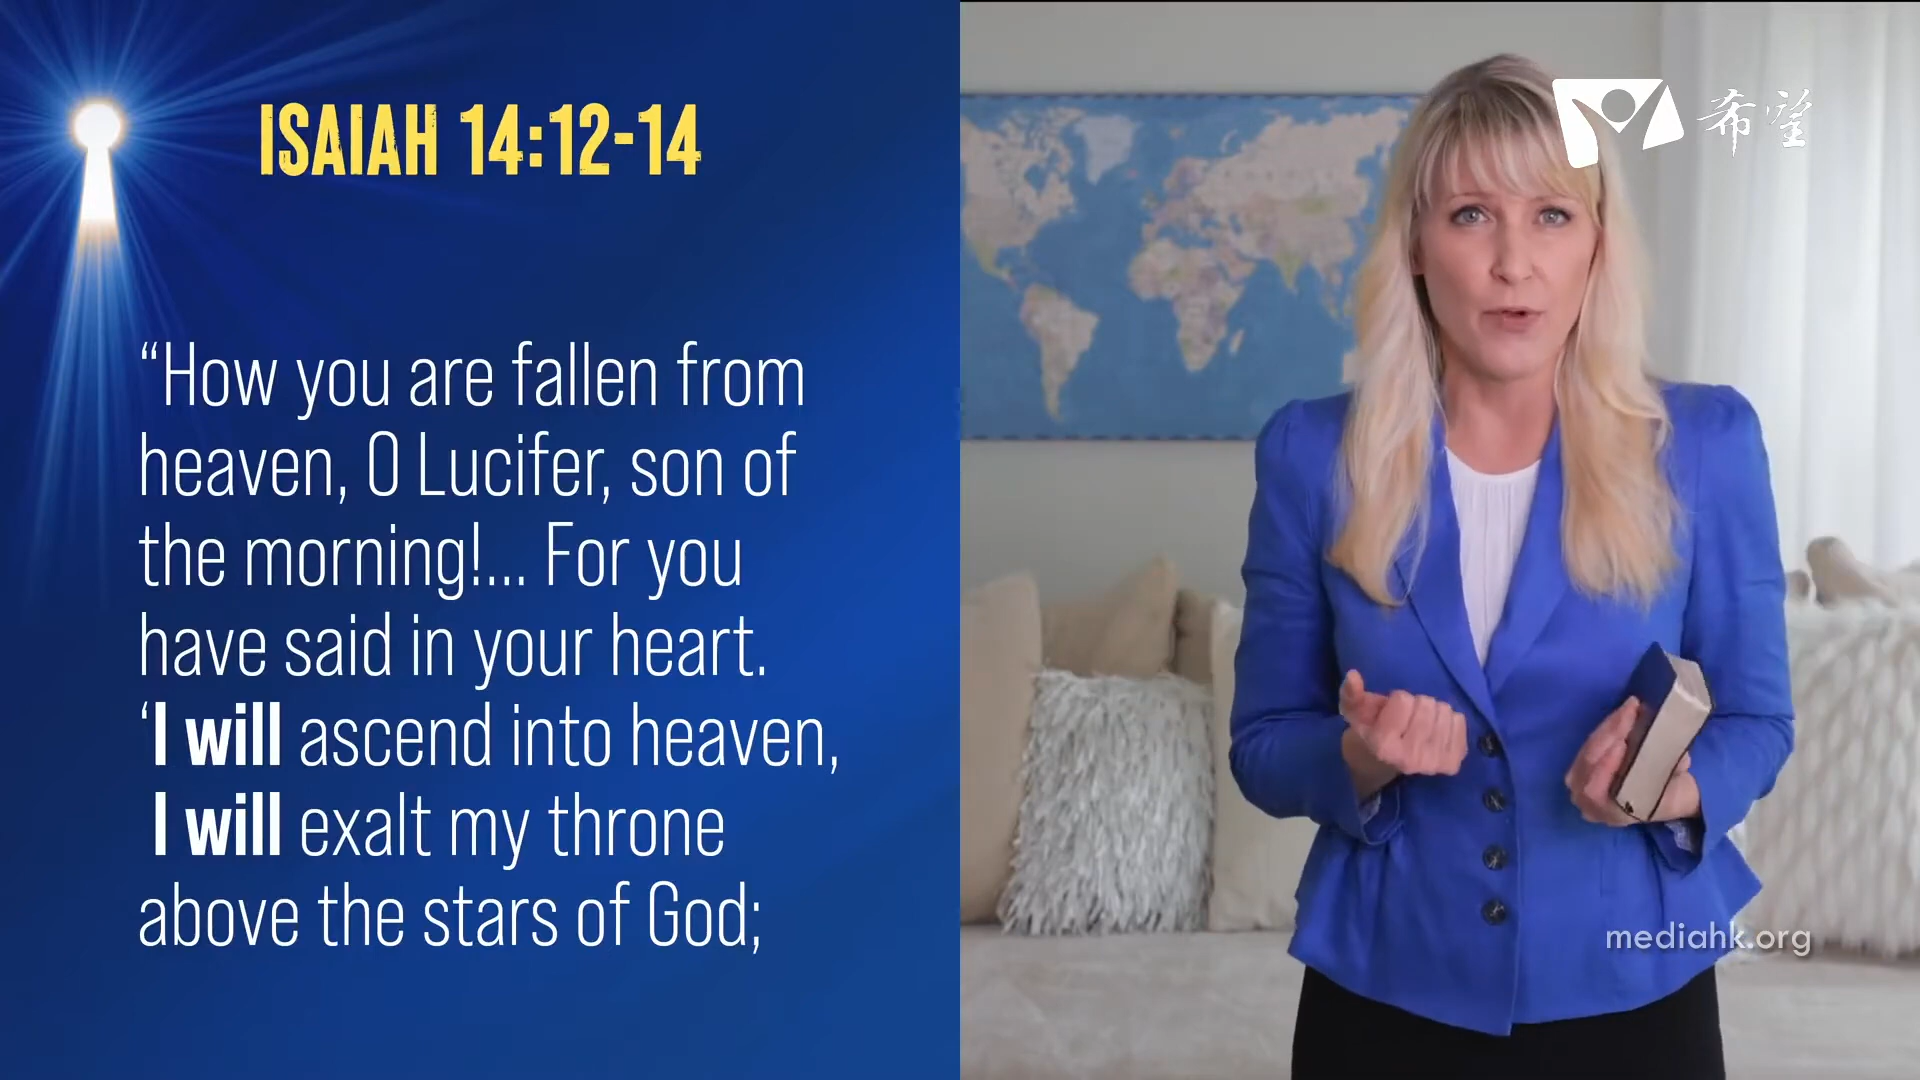 ISAIAH 14:12-14
“How you are fallen from
heaven, O Lucifer, son of
the morning!... For you
have said in your heart.
‘I will ascend into heaven,
I will exalt my throne
above the stars of God;
希望
mediahk.org